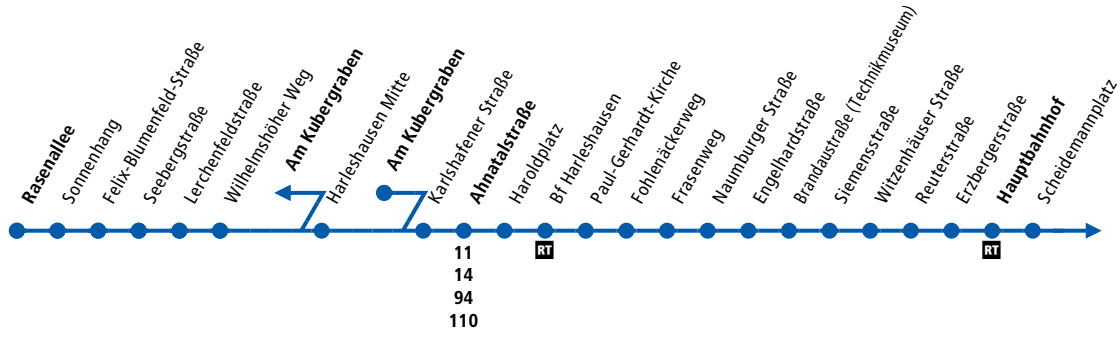 Rasenallee
Sonnenhang
Felix-Blumenfeld-Straße
Seebergstraße
Lerchenfeldstraße
Wilhelmshöher Weg
Am Kubergraben
Harleshausen Mitte
Am Kubergraben
Karlshafener Straße
Ahnatalstraße
Haroldplatz
Bf Harleshausen
Paul-Gerhardt-Kirche
Fohlenäckerweg
Frasenweg
Naumburger Straße
Engelhardstraße
Brandaustraße (Technikmuseum)
Siemensstraße
Witzenhäuser Straße
Reuterstraße
Erzbergerstraße
Hauptbahnhof
Scheidemannplatz
11
14
94
110
RT
RT